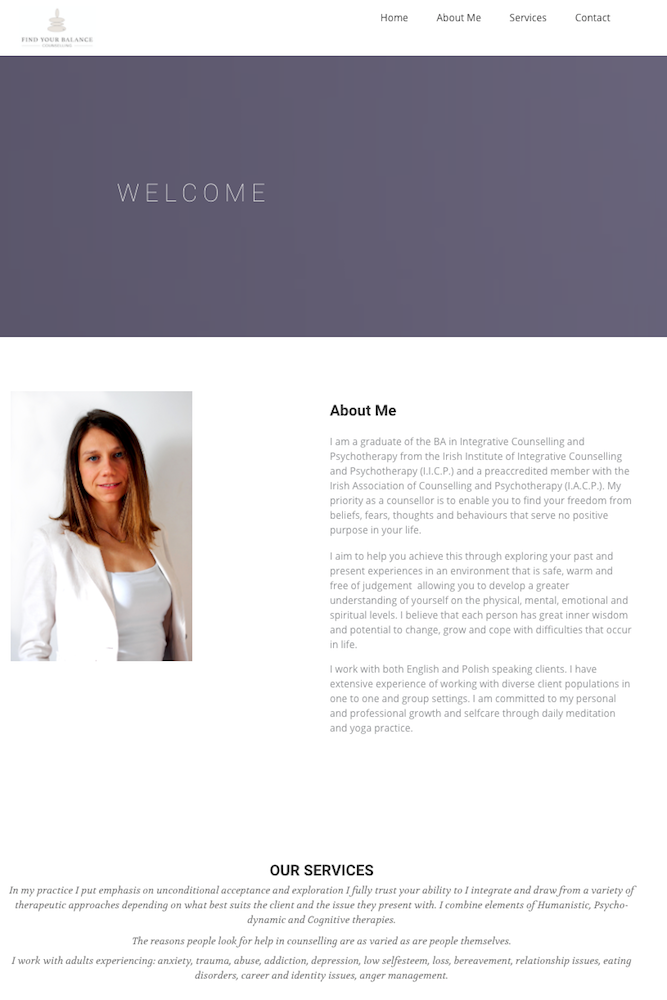 FIND YOUR BALANCE
COUNSELLING
Home About Me Services Contact
WELCOME
About Me
I am a graduate of the BA in Integrative Counselling and
Psychotherapy from the Irish Institute of Integrative Counselling
and Psychotherapy (I.I.C.P.) and a preaccredited member with the
Irish Association of Counselling and Psychotherapy (I.A.C.P.). My
priority as a counsellor is to enable you to find your freedom from
beliefs, fears, thoughts and behaviours that serve no positive
purpose in your life.
I aim to help you achieve this through exploring your past and
present experiences in an environment that is safe, warm and
free of judgement  allowing you to develop a greater
understanding of yourself on the physical, mental, emotional and
spiritual levels. I believe that each person has great inner wisdom
and potential to change, grow and cope with difficulties that occur
in life.
I work with both English and Polish speaking clients. I have
extensive experience of working with diverse client populations in
one to one and group settings. I am committed to my personal
and professional growth and selfcare through daily meditation
and yoga practice.
OUR SERVICES
In my practice I put emphasis on unconditional acceptance and exploration I fully trust your ability to I integrate and draw from a variety of
therapeutic approaches depending on what best suits the client and the issue they present with. I combine elements of Humanistic, Psycho-
dynamic and Cognitive therapies.
The reasons people look for help in counselling are as varied as are people themselves.
I work with adults experiencing: anxiety, trauma, abuse, addiction, depression, low selfesteem, loss, bereavement, relationship issues, eating
disorders, career and identity issues, anger management.